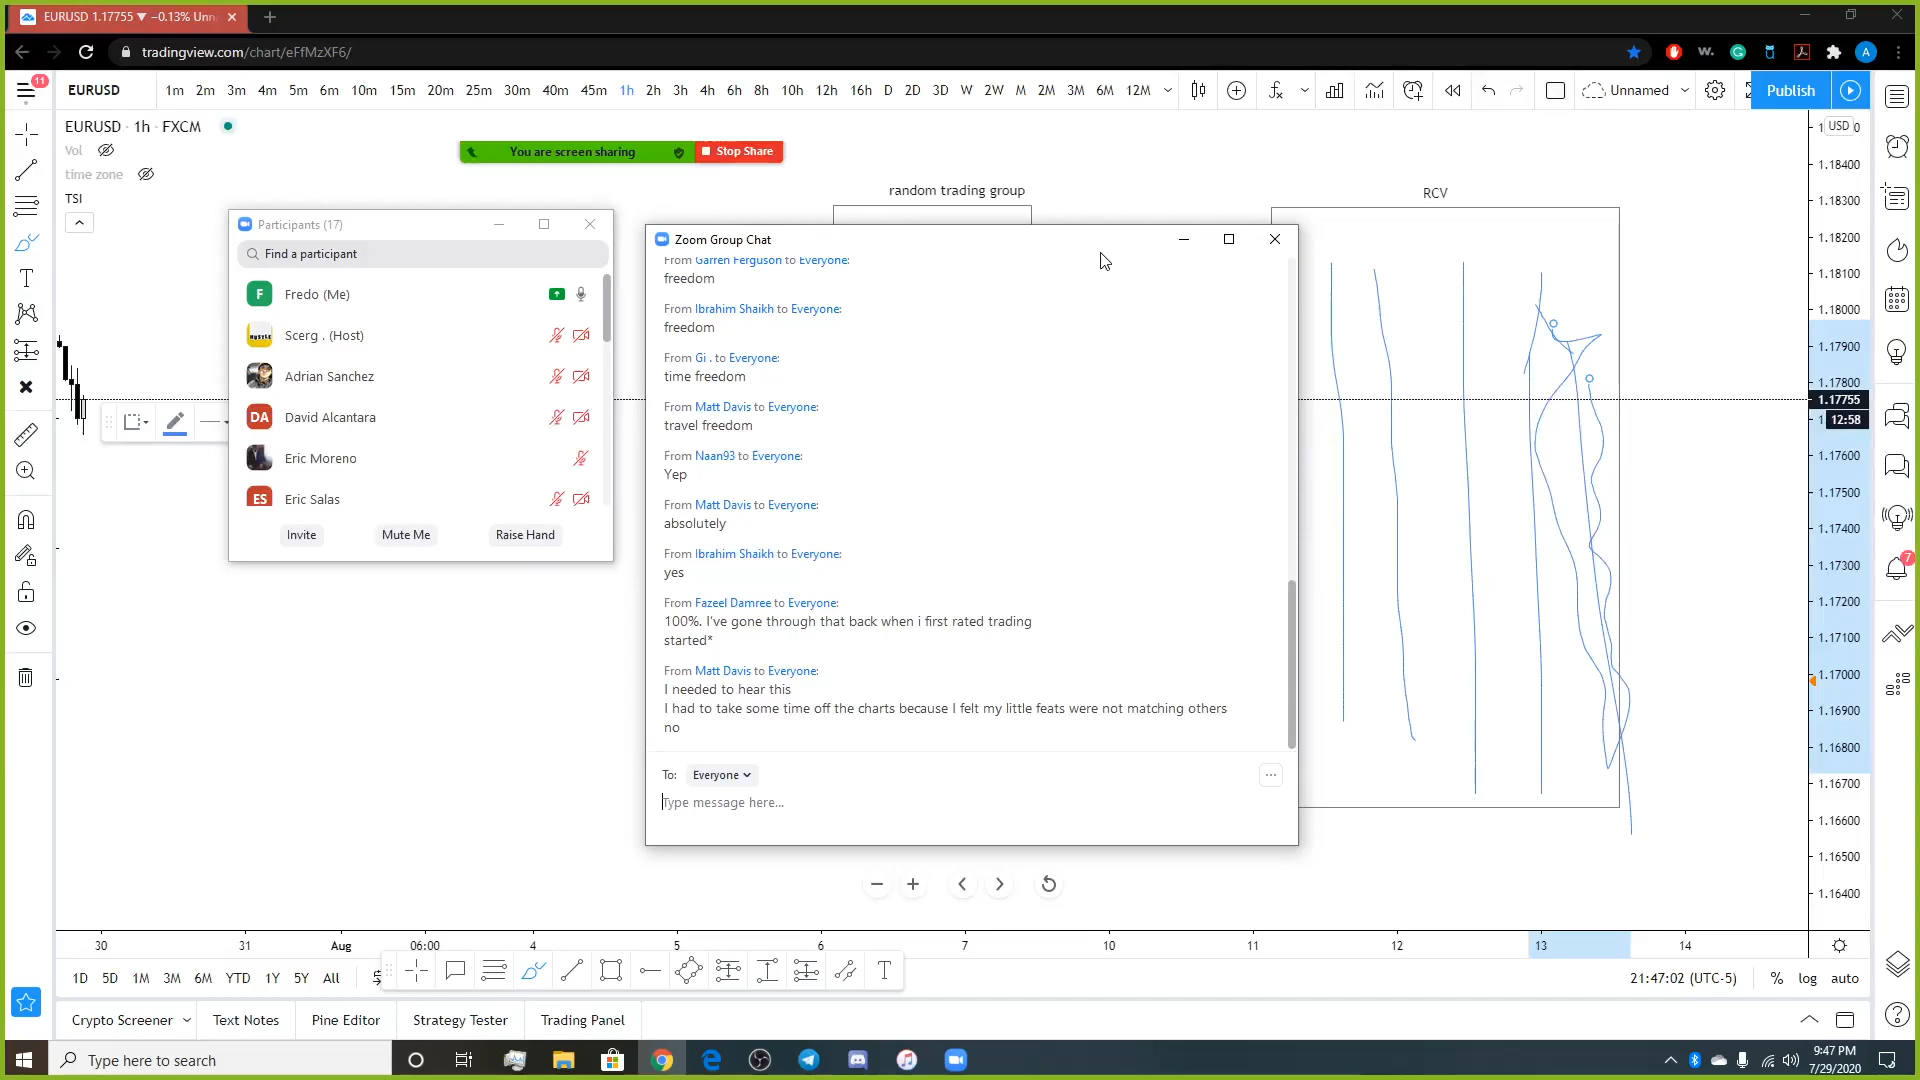 EURUSD 1.17755 ▼ −0.13% Unn
tradingview.com/chart/eFfMzXF6/
11
EURUSD 1m 2m 3m 4m 5m 6m 10m 15m 20m 25m 30m 40m 45m 1h 2h 3h 4h 6h 8h 10h 12h 16h D 2D 3D W 2W M 2M 3M 6M 12M Unnamed Publish
EURUSD · 1h · FXCM
Vol
time zone
TSI
You are screen sharing Stop Share
random trading group
RCV
Participants (17)
Find a participant
F Fredo (Me)
HUSTLE Scerg . (Host)
Adrian Sanchez
DA David Alcantara
Eric Moreno
ES Eric Salas
Invite Mute Me Raise Hand
Zoom Group Chat
From Garren Ferguson to Everyone:
freedom
From Ibrahim Shaikh to Everyone:
freedom
From Gi . to Everyone:
time freedom
From Matt Davis to Everyone:
travel freedom
From Naan93 to Everyone:
Yep
From Matt Davis to Everyone:
absolutely
From Ibrahim Shaikh to Everyone:
yes
From Fazeel Damree to Everyone:
100%. I've gone through that back when i first rated trading
started*
From Matt Davis to Everyone:
I needed to hear this
I had to take some time off the charts because I felt my little feats were not matching others
no
To: Everyone
Type message here...
USD
1.18400
1.18300
1.18200
1.18100
1.18000
1.17900
1.17800
1.17755
12:58
1.17600
1.17500
1.17400
1.17300
1.17200
1.17100
1.17000
1.16900
1.16800
1.16700
1.16600
1.16500
1.16400
7
30 31 Aug 06:00 4 5 6 7 10 11 12 13 14
1D 5D 1M 3M 6M YTD 1Y 5Y All
21:47:02 (UTC-5) % log auto
Crypto Screener Text Notes Pine Editor Strategy Tester Trading Panel
Type here to search
9:47 PM
7/29/2020